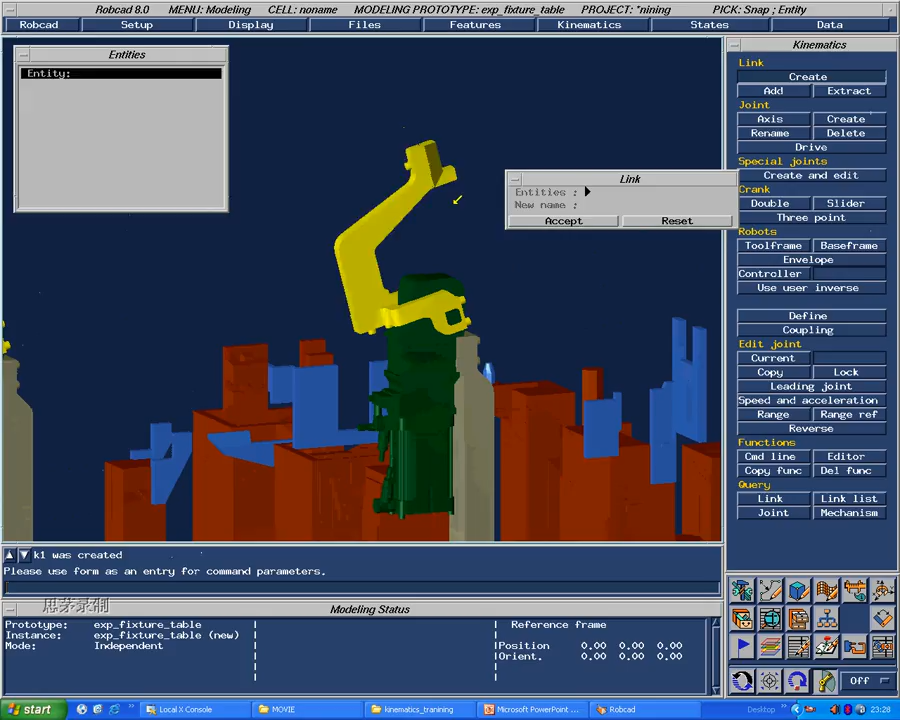 Robcad 8.0 MENU: Modeling CELL: noname MODELING PROTOTYPE: exp_fixture_table PROJECT: "nining PICK: Snap ; Entity
Robcad Setup Display Files Features Kinematics States Data
Entities
Entity:
Link
Entities :
New name :
Accept Reset
Kinematics
Link
Create
Add Extract
Joint
Axis Create
Rename Delete
Drive
Special joints
Create and edit
Crank
Double Slider
Three point
Robots
Toolframe Baseframe
Envelope
Controller
Use user inverse
Define
Coupling
Edit joint
Current
Copy Lock
Leading joint
Speed and acceleration
Range Range ref
Reverse
Functions
Cmd line Editor
Copy func Del func
Query
Link Link list
Joint Mechanism
k1 was created
Please use form as an entry for command parameters.
思茅录制
Modeling Status
Prototype: exp_fixture_table
Instance: exp_fixture_table (new)
Mode: Independent
Reference frame
Position 0.00 0.00 0.00
Orient. 0.00 0.00 0.00
Off
start Local X Console MOVIE kinematics_tranining Microsoft PowerPoint ... Robcad Desktop 23:28